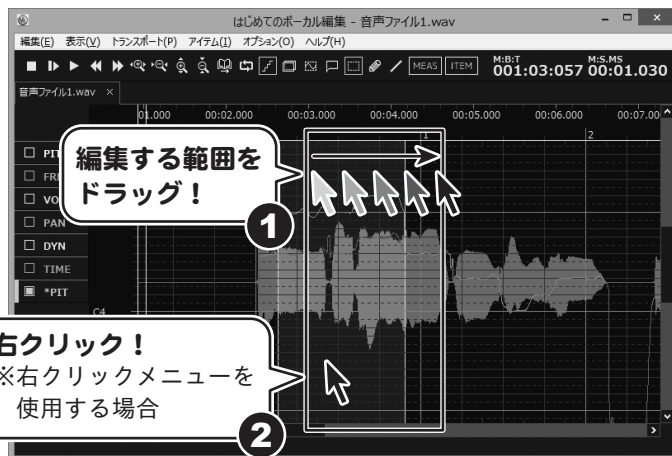 はじめてのボーカル編集 - 音声ファイル1.wav
編集(E) 表示(V) トランスポート(P) アイテム(I) オプション(O) ヘルプ(H)
MEAS ITEM M:B:T 001:03:057 M:S.MS 00:01.030
音声ファイル1.wav ×
01.000 00:02.000 00:03.000 00:04.000 00:05.000 00:06.000 00:07.00
1 2
編集する範囲を
ドラッグ！
1
PIT
FR
VO
PAN
DYN
TIME
*PIT
C4
右クリック！
※右クリックメニューを
使用する場合
2